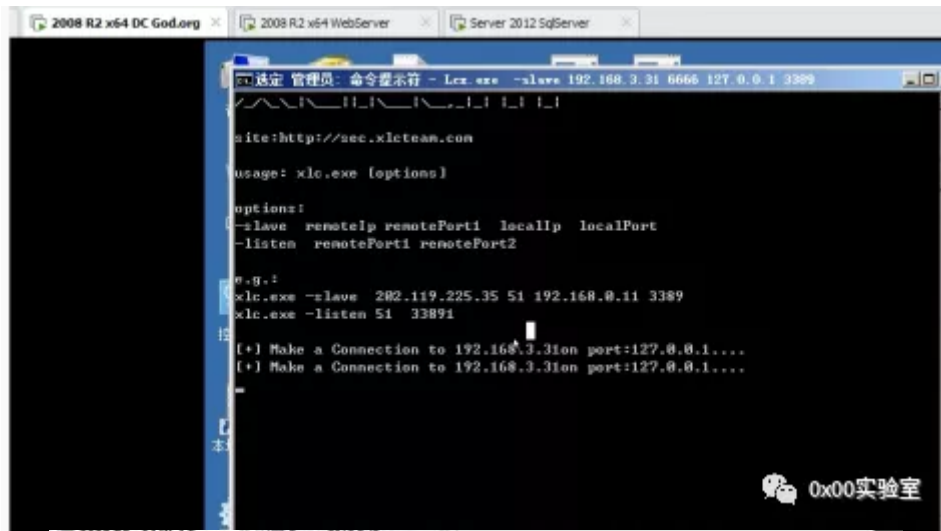 2008 R2 x64 DC God.org
2008 R2 x64 WebServer
Server 2012 SqlServer
选定 管理员: 命令提示符 - Lcx.exe -slave 192.168.3.31 6666 127.0.0.1 3389
site:http://sec.xlcteam.com
usage: xlc.exe [options]
options:
-slave remoteIp remotePort1 localIp localPort
-listen remotePort1 remotePort2
e.g.:
xlc.exe -slave 202.119.225.35 51 192.168.0.11 3389
xlc.exe -listen 51 33891
[+] Make a Connection to 192.168.3.31on port:127.0.0.1....
[+] Make a Connection to 192.168.3.31on port:127.0.0.1....
控
本
0x00实验室